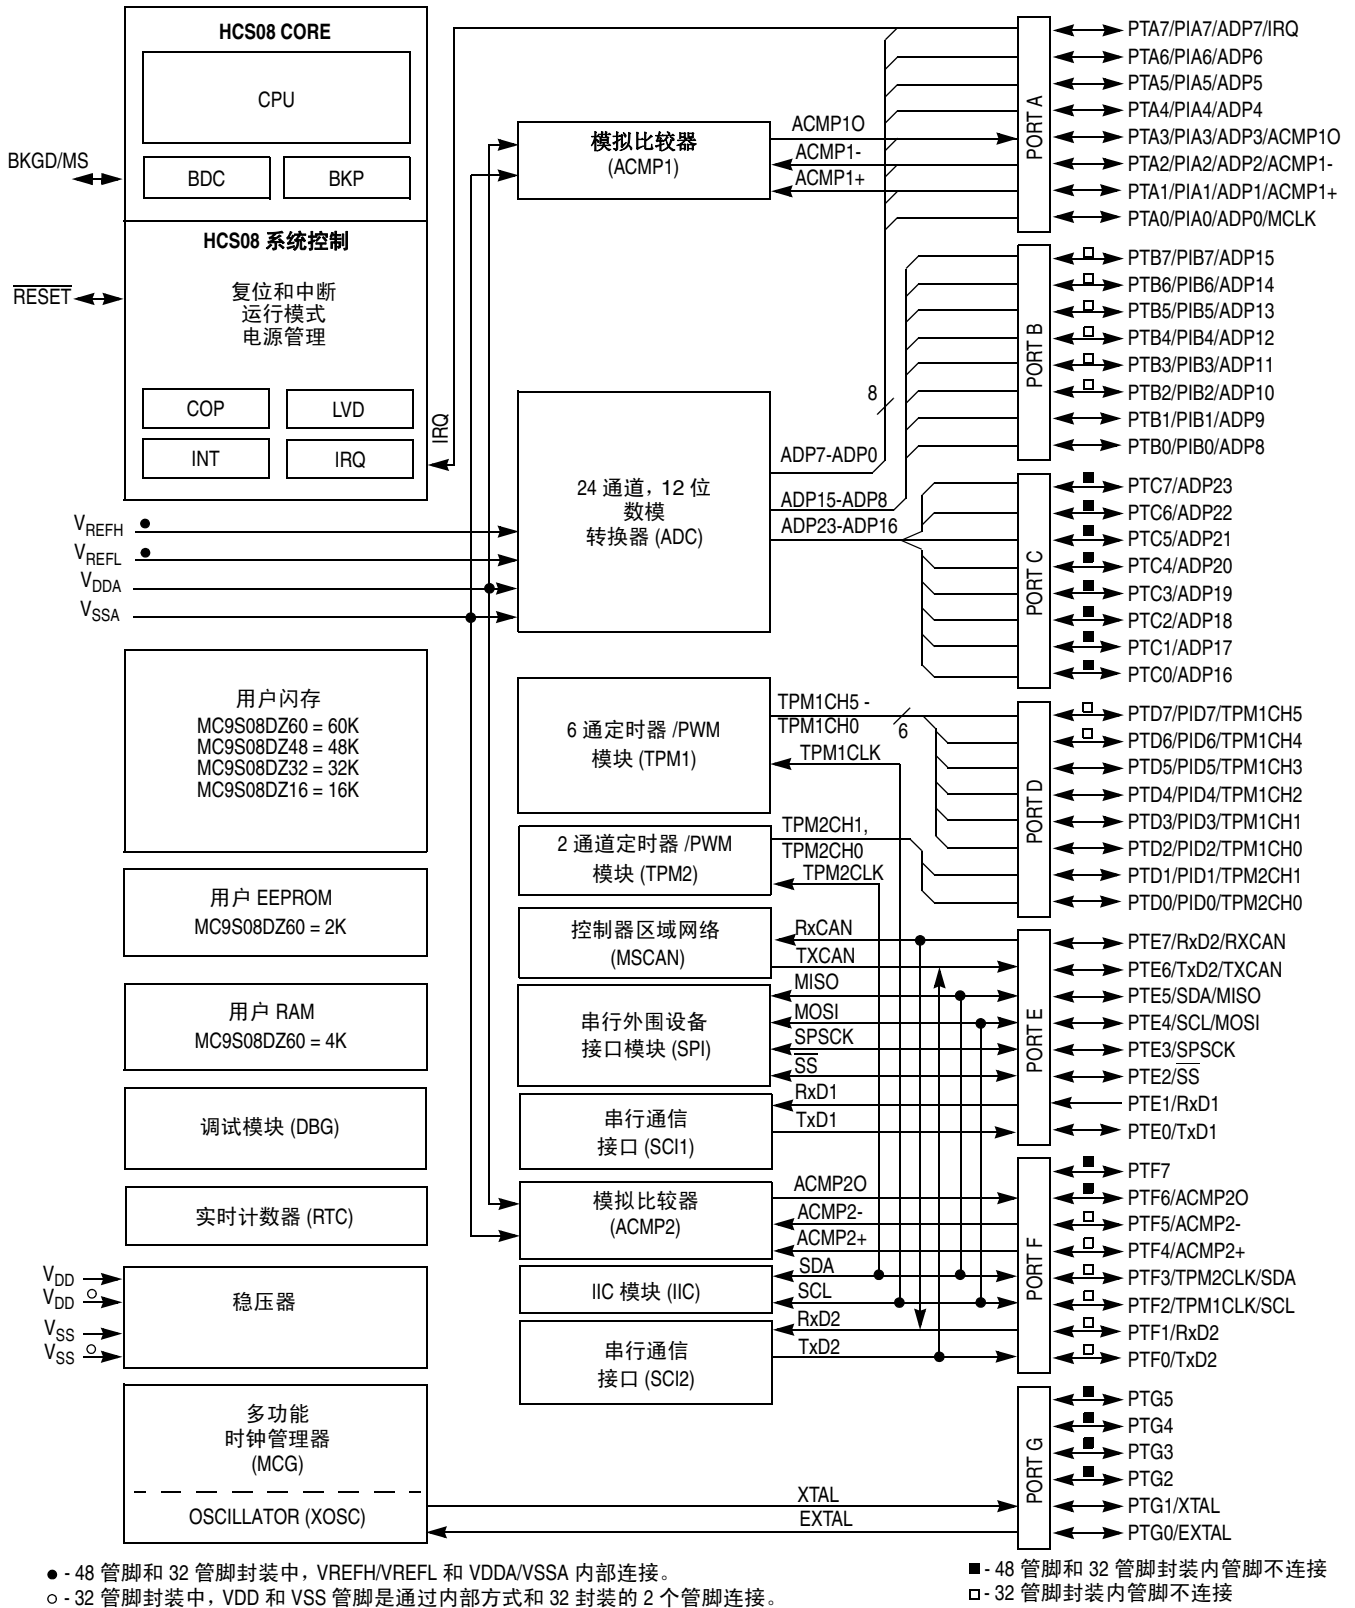 HCS08 CORE
CPU
BDC
BKP
BKGD/MS
HCS08 系统控制
RESET
复位和中断
运行模式
电源管理
COP
LVD
INT
IRQ
IRQ
VREFH
VREFL
VDDA
VSSA
用户闪存
MC9S08DZ60 = 60K
MC9S08DZ48 = 48K
MC9S08DZ32 = 32K
MC9S08DZ16 = 16K
用户 EEPROM
MC9S08DZ60 = 2K
用户 RAM
MC9S08DZ60 = 4K
调试模块 (DBG)
实时计数器 (RTC)
VDD
VDD
VSS
VSS
稳压器
多功能
时钟管理器
(MCG)
OSCILLATOR (XOSC)
模拟比较器
(ACMP1)
ACMP1O
ACMP1-
ACMP1+
24 通道，12 位
数模
转换器 (ADC)
8
ADP7-ADP0
ADP15-ADP8
ADP23-ADP16
6 通定时器 /PWM
模块 (TPM1)
TPM1CH5 -
TPM1CH0
6
TPM1CLK
2 通道定时器 /PWM
模块 (TPM2)
TPM2CH1,
TPM2CH0
TPM2CLK
控制器区域网络
(MSCAN)
RxCAN
TXCAN
串行外围设备
接口模块 (SPI)
MISO
MOSI
SPSCK
SS
串行通信
接口 (SCI1)
RxD1
TxD1
模拟比较器
(ACMP2)
ACMP2O
ACMP2-
ACMP2+
IIC 模块 (IIC)
SDA
SCL
串行通信
接口 (SCI2)
RxD2
TxD2
XTAL
EXTAL
PORT A
PTA7/PIA7/ADP7/IRQ
PTA6/PIA6/ADP6
PTA5/PIA5/ADP5
PTA4/PIA4/ADP4
PTA3/PIA3/ADP3/ACMP1O
PTA2/PIA2/ADP2/ACMP1-
PTA1/PIA1/ADP1/ACMP1+
PTA0/PIA0/ADP0/MCLK
PORT B
PTB7/PIB7/ADP15
PTB6/PIB6/ADP14
PTB5/PIB5/ADP13
PTB4/PIB4/ADP12
PTB3/PIB3/ADP11
PTB2/PIB2/ADP10
PTB1/PIB1/ADP9
PTB0/PIB0/ADP8
PORT C
PTC7/ADP23
PTC6/ADP22
PTC5/ADP21
PTC4/ADP20
PTC3/ADP19
PTC2/ADP18
PTC1/ADP17
PTC0/ADP16
PORT D
PTD7/PID7/TPM1CH5
PTD6/PID6/TPM1CH4
PTD5/PID5/TPM1CH3
PTD4/PID4/TPM1CH2
PTD3/PID3/TPM1CH1
PTD2/PID2/TPM1CH0
PTD1/PID1/TPM2CH1
PTD0/PID0/TPM2CH0
PORT E
PTE7/RxD2/RXCAN
PTE6/TxD2/TXCAN
PTE5/SDA/MISO
PTE4/SCL/MOSI
PTE3/SPSCK
PTE2/SS
PTE1/RxD1
PTE0/TxD1
PORT F
PTF7
PTF6/ACMP2O
PTF5/ACMP2-
PTF4/ACMP2+
PTF3/TPM2CLK/SDA
PTF2/TPM1CLK/SCL
PTF1/RxD2
PTF0/TxD2
PORT G
PTG5
PTG4
PTG3
PTG2
PTG1/XTAL
PTG0/EXTAL
● - 48 管脚和 32 管脚封装中，VREFH/VREFL 和 VDDA/VSSA 内部连接。
○ - 32 管脚封装中，VDD 和 VSS 管脚是通过内部方式和 32 封装的 2 个管脚连接。
■ - 48 管脚和 32 管脚封装内管脚不连接
□ - 32 管脚封装内管脚不连接